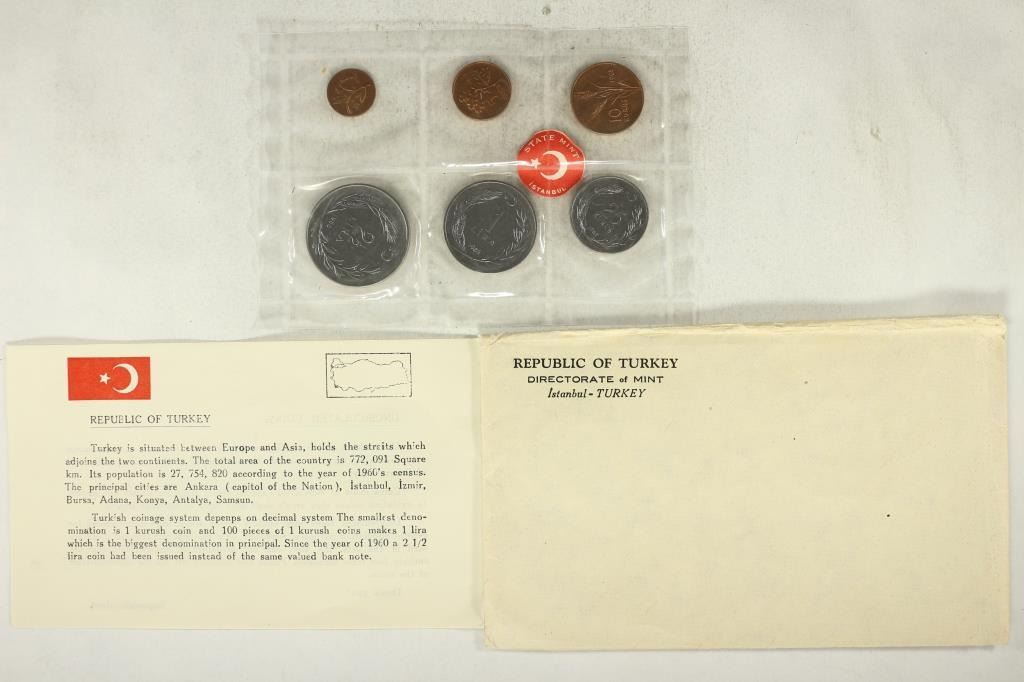 10
KURUŞ
STATE MINT
ISTANBUL
1
LİRA
REPUBLIC OF TURKEY
Turkey is situated between Europe and Asia, holds the streits which
adjoins the two continents. The total area of the country is 772, 091 Square
km. Its population is 27, 754, 820 according to the year of 1960's census.
The principal cities are Ankara ( capitol of the Nation ), İstanbul, İzmir,
Bursa, Adana, Konya, Antalya, Samsun.
Turkish coinage system depenps on decimal system The smallest deno-
mination is 1 kurush coin and 100 pieces of 1 kurush coins makes 1 lira
which is the biggest denomination in principal. Since the year of 1960 a 2 1/2
lira coin had been issued instead of the same valued bank note.
REPUBLIC OF TURKEY
DIRECTORATE of MINT
İstanbul - TURKEY